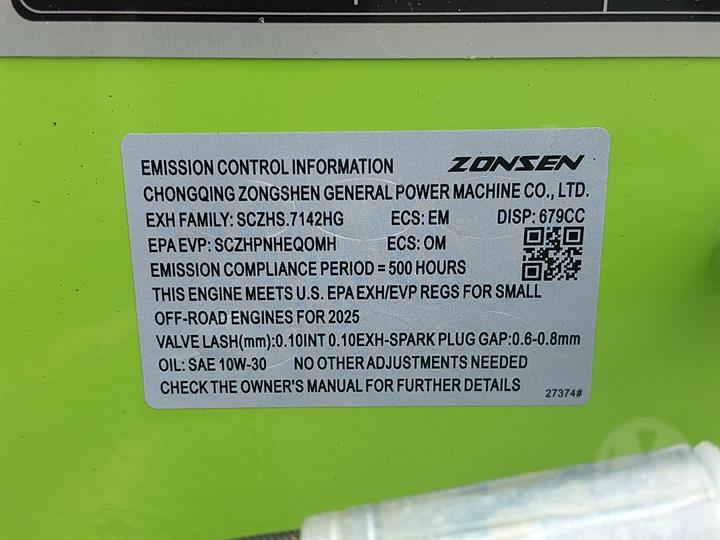 EMISSION CONTROL INFORMATION ZONSEN
CHONGQING ZONGSHEN GENERAL POWER MACHINE CO., LTD.
EXH FAMILY: SCZHS.7142HG ECS: EM DISP: 679CC
EPA EVP: SCZHPNHEQOMH ECS: OM
EMISSION COMPLIANCE PERIOD = 500 HOURS
THIS ENGINE MEETS U.S. EPA EXH/EVP REGS FOR SMALL
OFF-ROAD ENGINES FOR 2025
VALVE LASH(mm):0.10INT 0.10EXH-SPARK PLUG GAP:0.6-0.8mm
OIL: SAE 10W-30 NO OTHER ADJUSTMENTS NEEDED
CHECK THE OWNER'S MANUAL FOR FURTHER DETAILS 27374#